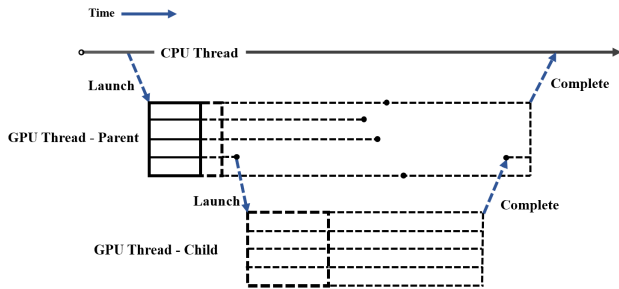 Time
CPU Thread
Launch
Complete
GPU Thread - Parent
Launch
Complete
GPU Thread - Child